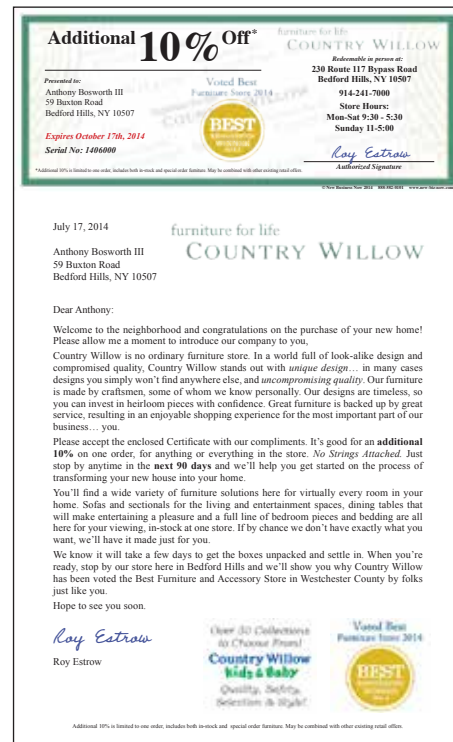 Additional 10% Off*
furniture for life
COUNTRY WILLOW
Presented to:
Anthony Bosworth III
59 Buxton Road
Bedford Hills, NY 10507
Expires October 17th, 2014
Serial No: 1406000
Voted Best
Furniture Store 2014
BEST
Redeemable in person at:
230 Route 117 Bypass Road
Bedford Hills, NY 10507
914-241-7000
Store Hours:
Mon-Sat 9:30 - 5:30
Sunday 11-5:00
Roy Estrow
Authorized Signature
*Additional 10% is limited to one order, includes both in-stock and special order furniture. May be combined with other existing retail offers.
July 17, 2014
furniture for life
COUNTRY WILLOW
Anthony Bosworth III
59 Buxton Road
Bedford Hills, NY 10507
Dear Anthony:
Welcome to the neighborhood and congratulations on the purchase of your new home!
Please allow me a moment to introduce our company to you,
Country Willow is no ordinary furniture store. In a world full of look-alike design and
compromised quality, Country Willow stands out with unique design… in many cases
designs you simply won't find anywhere else, and uncompromising quality. Our furniture
is made by craftsmen, some of whom we know personally. Our designs are timeless, so
you can invest in heirloom pieces with confidence. Great furniture is backed up by great
service, resulting in an enjoyable shopping experience for the most important part of our
business… you.
Please accept the enclosed Certificate with our compliments. It's good for an additional
10% on one order, for anything or everything in the store. No Strings Attached. Just
stop by anytime in the next 90 days and we'll help you get started on the process of
transforming your new house into your home.
You'll find a wide variety of furniture solutions here for virtually every room in your
home. Sofas and sectionals for the living and entertainment spaces, dining tables that
will make entertaining a pleasure and a full line of bedroom pieces and bedding are all
here for your viewing, in-stock at one store. If by chance we don't have exactly what you
want, we'll have it made just for you.
We know it will take a few days to get the boxes unpacked and settle in. When you're
ready, stop by our store here in Bedford Hills and we'll show you why Country Willow
has been voted the Best Furniture and Accessory Store in Westchester County by folks
just like you.
Hope to see you soon.
Roy Estrow
Roy Estrow
Over 30 Collections
to Choose From!
Country Willow
Kids & Baby
Quality, Safety,
Selection & Style!
Voted Best
Furniture Store 2014
BEST
Additional 10% is limited to one order, includes both in-stock and special order furniture. May be combined with other existing retail offers.